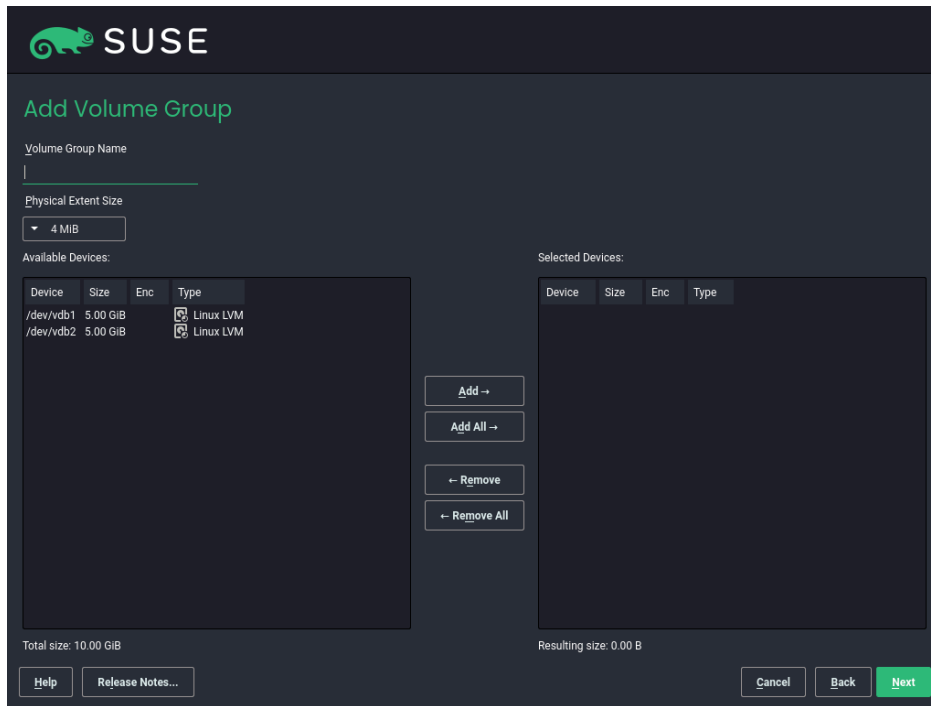 SUSE
Add Volume Group
Volume Group Name
Physical Extent Size
4 MiB
Available Devices:
Device Size Enc Type
/dev/vdb1 5.00 GiB Linux LVM
/dev/vdb2 5.00 GiB Linux LVM
Total size: 10.00 GiB
Add →
Add All →
← Remove
← Remove All
Selected Devices:
Device Size Enc Type
Resulting size: 0.00 B
Help Release Notes... Cancel Back Next